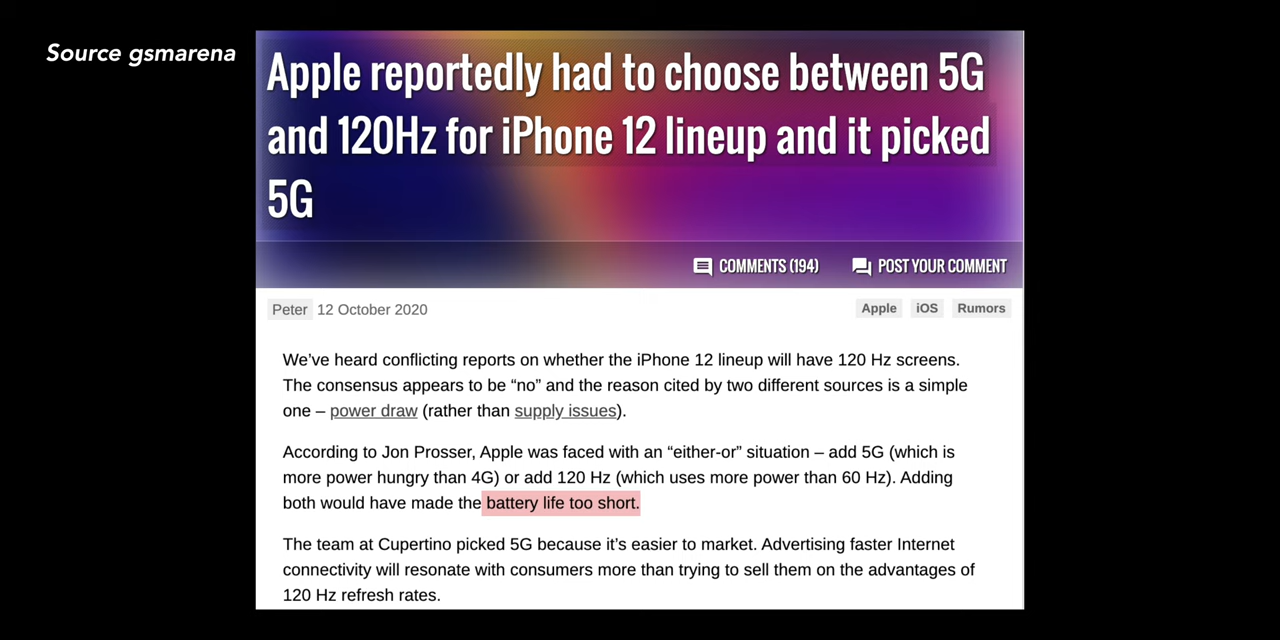 Source gsmarena
Apple reportedly had to choose between 5G
and 120Hz for iPhone 12 lineup and it picked
5G
COMMENTS (194) POST YOUR COMMENT
Peter 12 October 2020 Apple iOS Rumors
We’ve heard conflicting reports on whether the iPhone 12 lineup will have 120 Hz screens.
The consensus appears to be “no” and the reason cited by two different sources is a simple
one – power draw (rather than supply issues).
According to Jon Prosser, Apple was faced with an “either-or” situation – add 5G (which is
more power hungry than 4G) or add 120 Hz (which uses more power than 60 Hz). Adding
both would have made the battery life too short.
The team at Cupertino picked 5G because it’s easier to market. Advertising faster Internet
connectivity will resonate with consumers more than trying to sell them on the advantages of
120 Hz refresh rates.